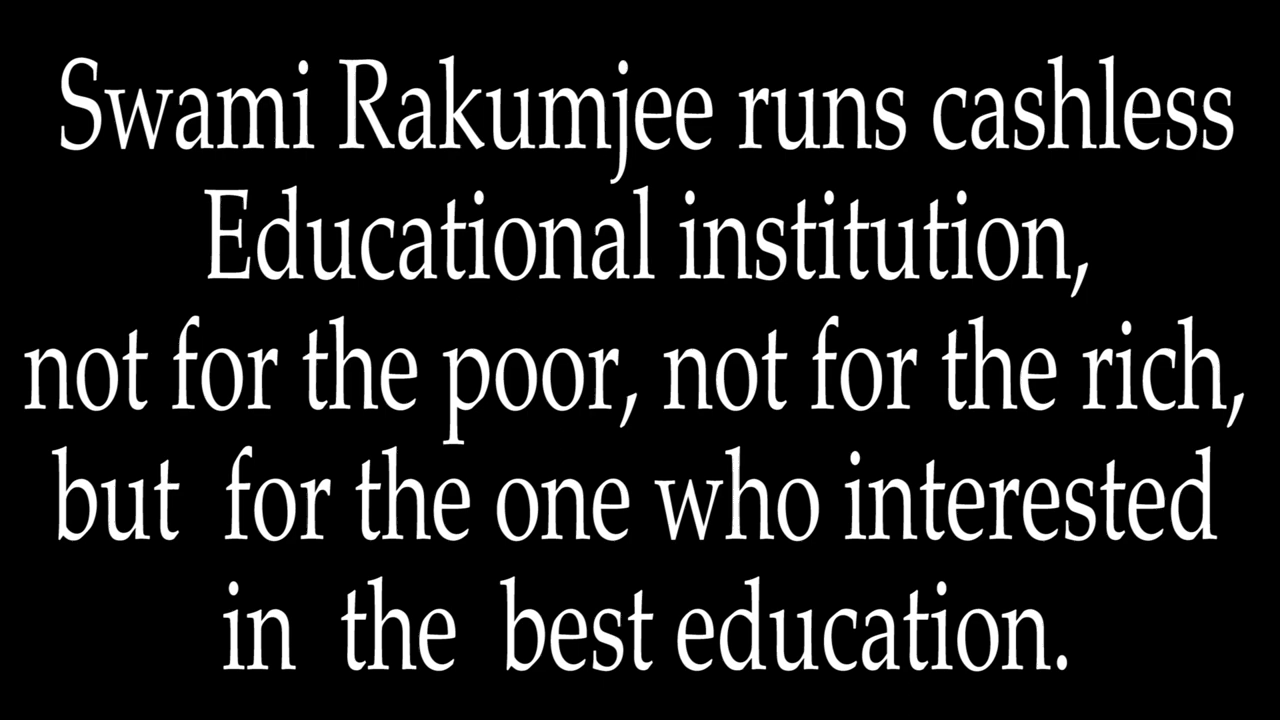 Swami Rakumjee runs cashless
Educational institution,
not for the poor, not for the rich,
but for the one who interested
in the best education.